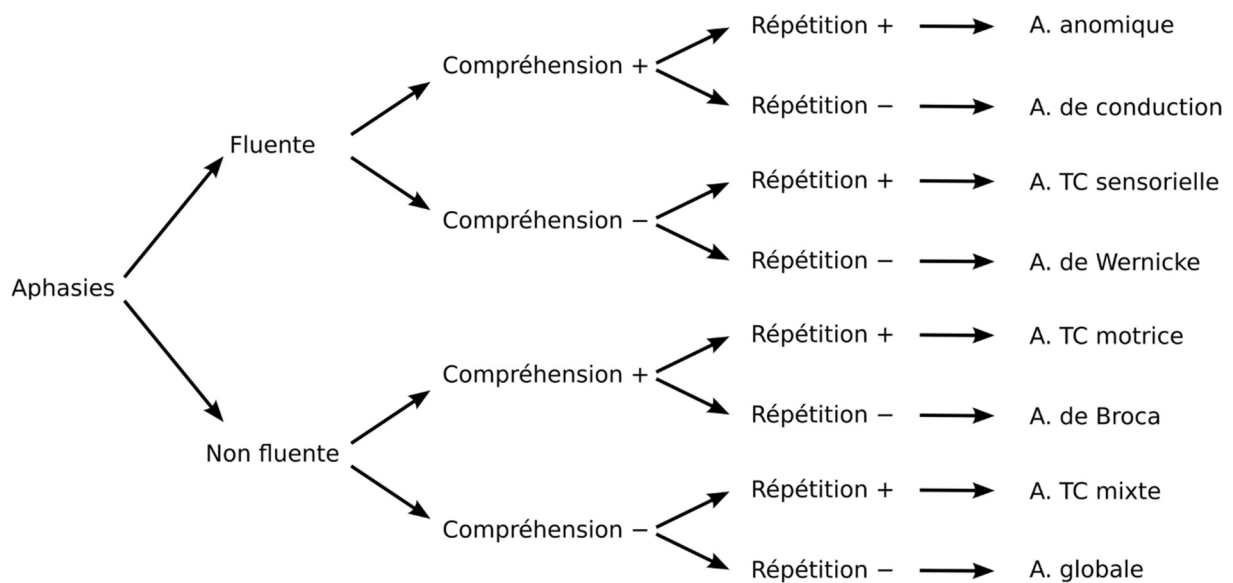 Répétition + A. anomique
Compréhension +
Répétition − A. de conduction
Fluente
Répétition + A. TC sensorielle
Compréhension −
Répétition − A. de Wernicke
Aphasies
Répétition + A. TC motrice
Compréhension +
Répétition − A. de Broca
Non fluente
Répétition + A. TC mixte
Compréhension −
Répétition − A. globale